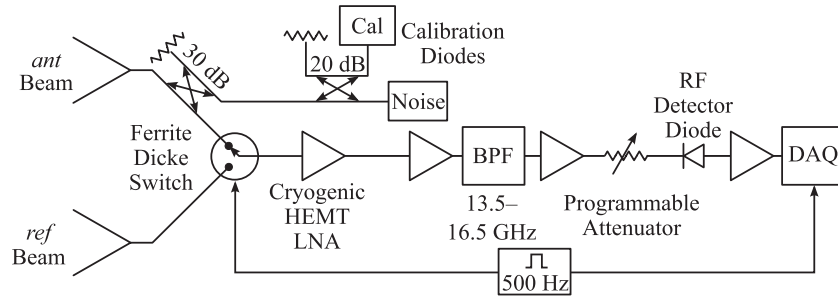 ant
Beam
30 dB
20 dB
Cal
Calibration
Diodes
Noise
Ferrite
Dicke
Switch
ref
Beam
Cryogenic
HEMT
LNA
BPF
13.5–
16.5 GHz
Programmable
Attenuator
RF
Detector
Diode
DAQ
500 Hz